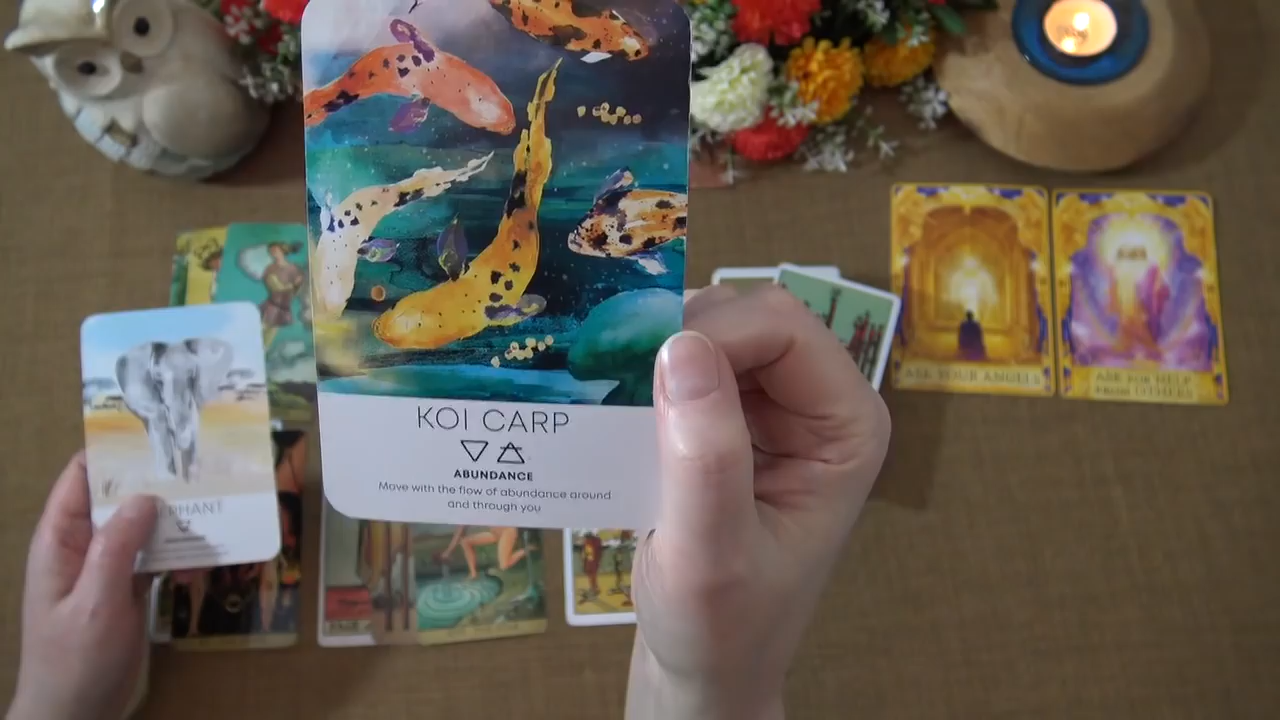 KOI CARP
ABUNDANCE
Move with the flow of abundance around
and through you
ASK YOUR ANGELS
ASK FOR HELP
FROM OTHERS